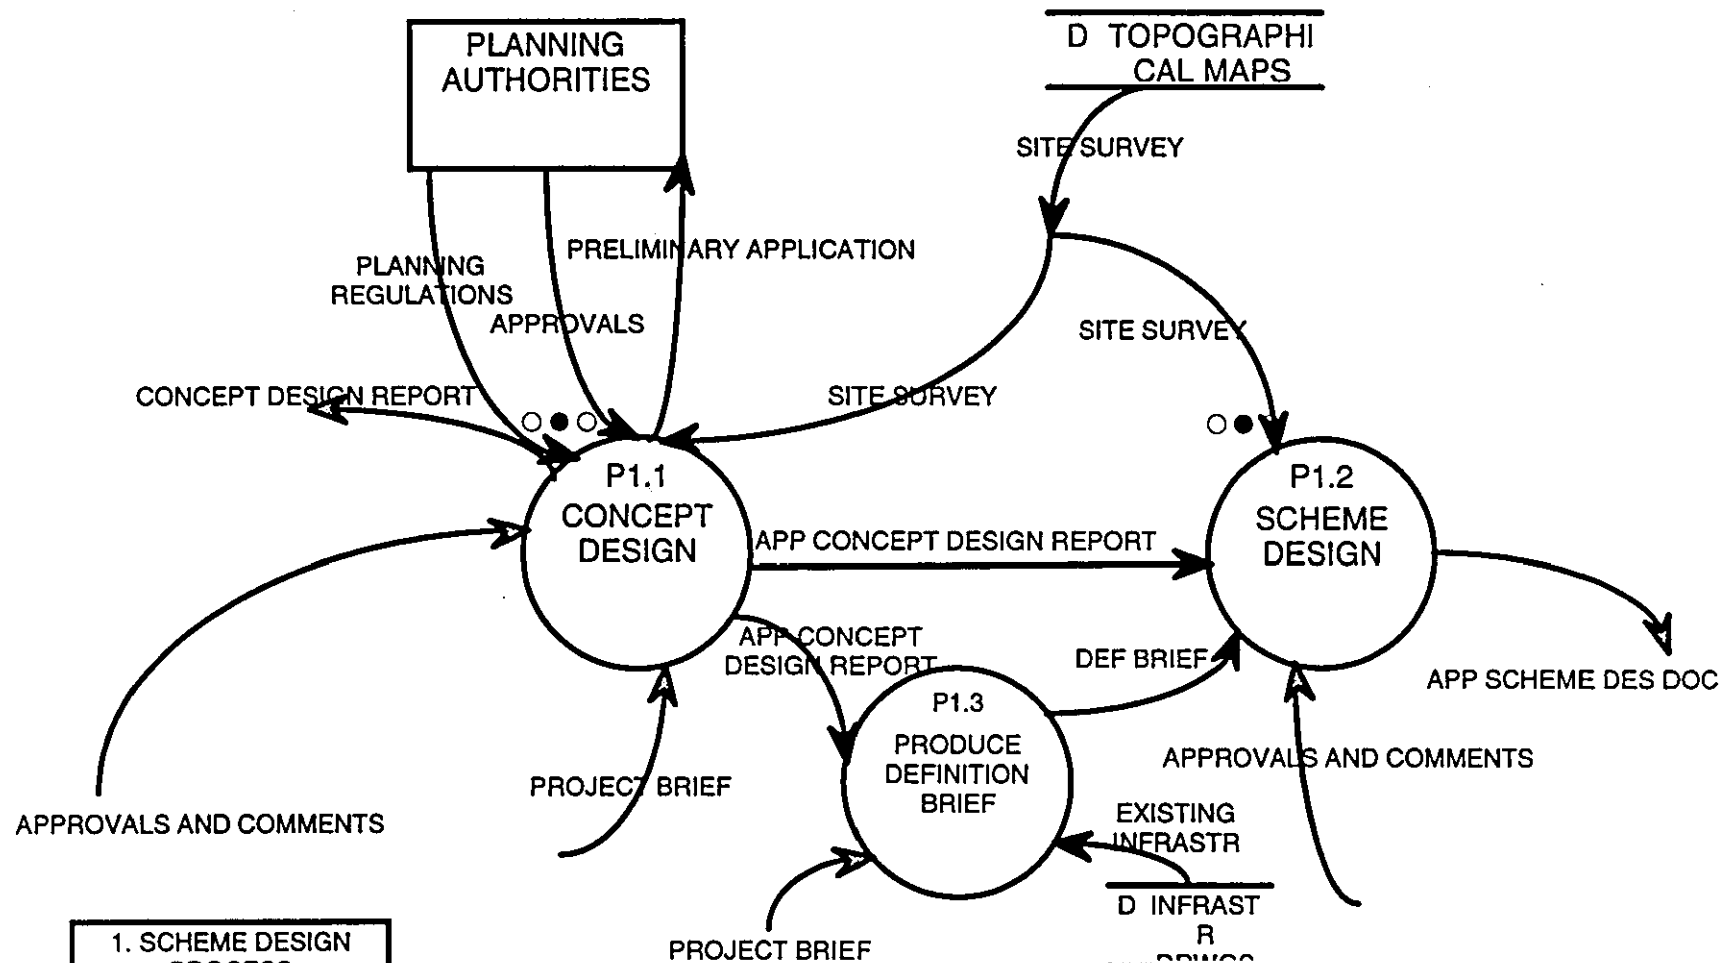 PLANNING
AUTHORITIES
D TOPOGRAPHI
CAL MAPS
SITE SURVEY
PRELIMINARY APPLICATION
PLANNING
REGULATIONS
APPROVALS
SITE SURVEY
CONCEPT DESIGN REPORT
SITE SURVEY
P1.1
CONCEPT
DESIGN
P1.2
SCHEME
DESIGN
APP CONCEPT DESIGN REPORT
APP CONCEPT
DESIGN REPORT
DEF BRIEF
APP SCHEME DES DOC
P1.3
PRODUCE
DEFINITION
BRIEF
APPROVALS AND COMMENTS
PROJECT BRIEF
APPROVALS AND COMMENTS
EXISTING
INFRASTR
D INFRAST
R
PROJECT BRIEF
1. SCHEME DESIGN